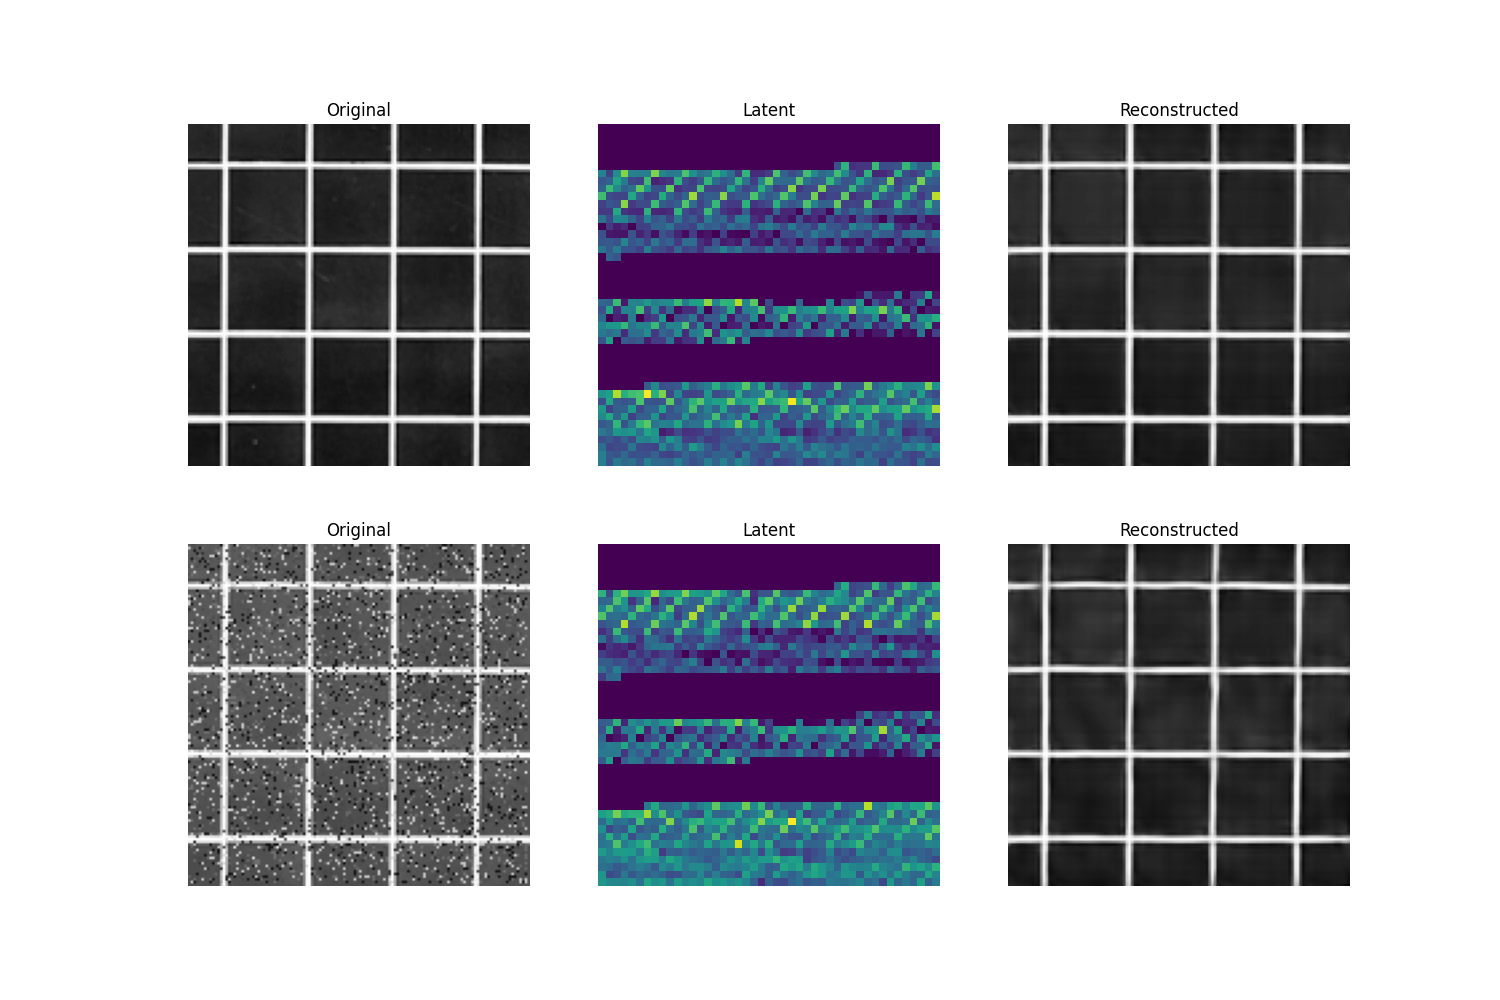 Original
Latent
Reconstructed
Original
Latent
Reconstructed